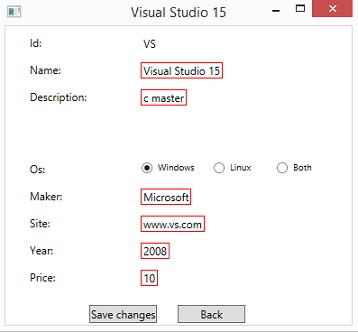 Visual Studio 15
Id: VS
Name: Visual Studio 15
Description: c master
Os: Windows Linux Both
Maker: Microsoft
Site: www.vs.com
Year: 2008
Price: 10
Save changes Back